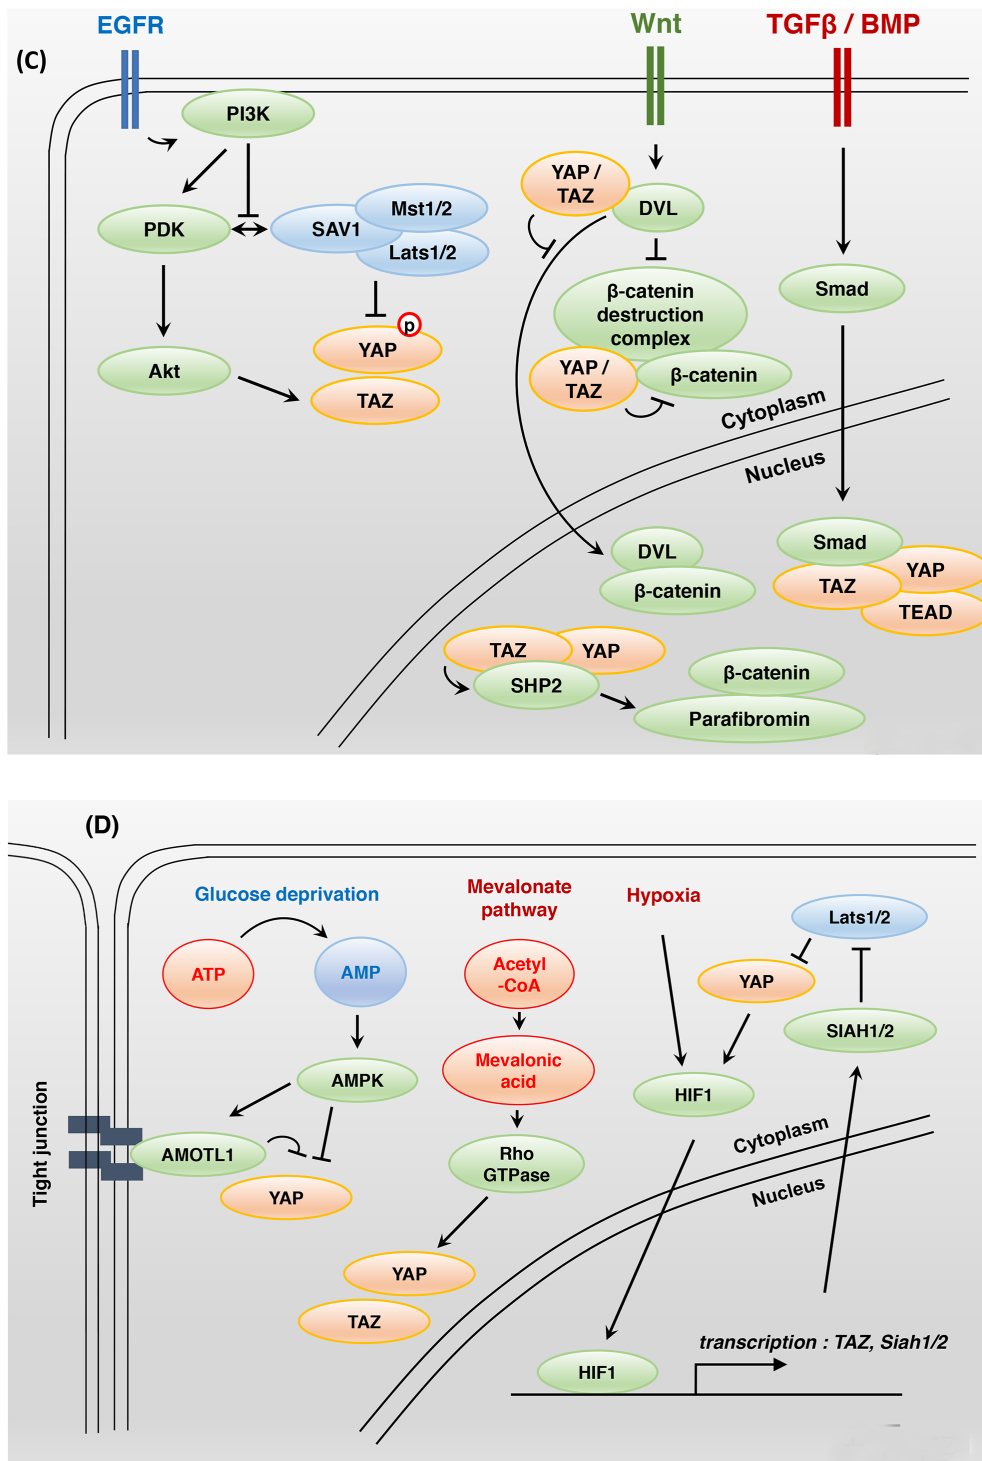 EGFR
Wnt
TGFβ / BMP
(C)
PI3K
YAP /
TAZ
DVL
PDK
SAV1
Mst1/2
Lats1/2
Smad
β-catenin
destruction
complex
p
YAP
Akt
TAZ
YAP /
TAZ
β-catenin
Cytoplasm
Nucleus
DVL
β-catenin
Smad
TAZ
YAP
TEAD
TAZ
YAP
SHP2
β-catenin
Parafibromin
(D)
Glucose deprivation
Mevalonate
pathway
Hypoxia
Lats1/2
ATP
AMP
Acetyl
-CoA
YAP
SIAH1/2
AMPK
Mevalonic
acid
HIF1
Tight junction
AMOTL1
YAP
Rho
GTPase
Cytoplasm
Nucleus
YAP
TAZ
transcription : TAZ, Siah1/2
HIF1